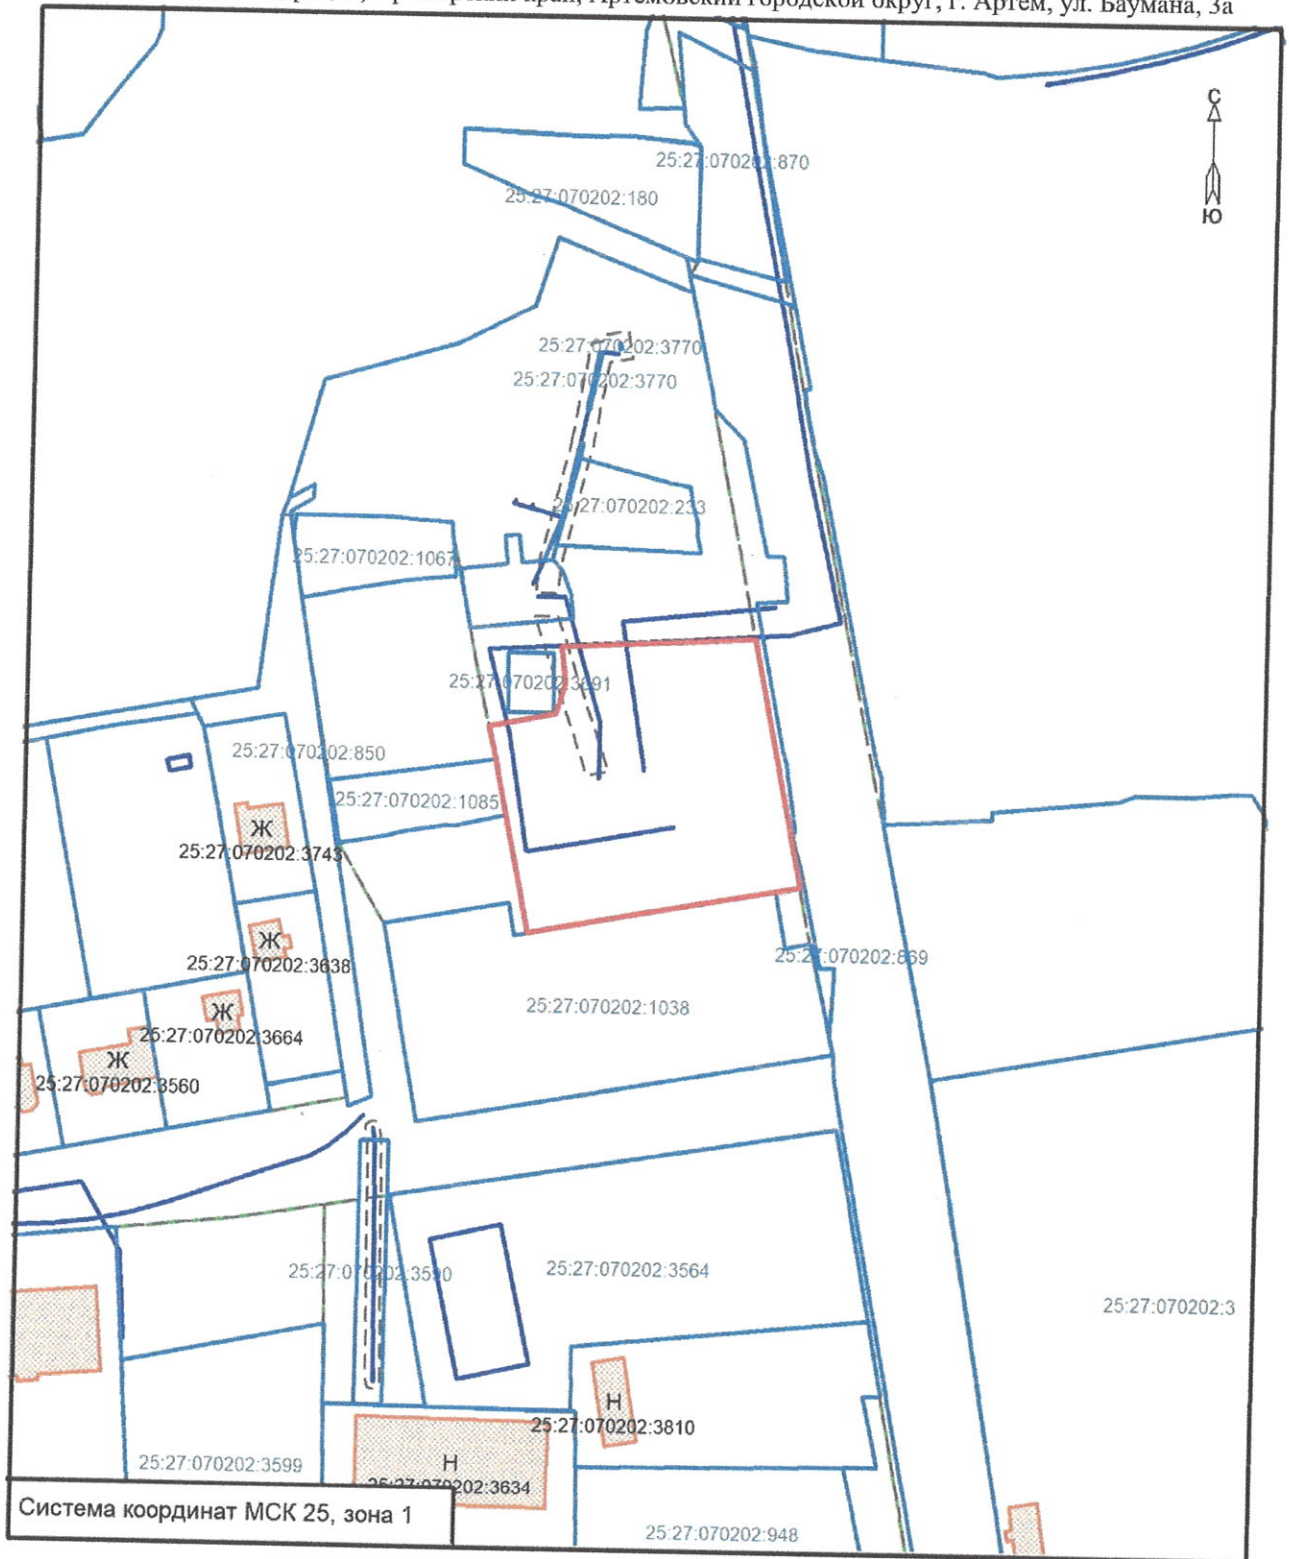 край, Артемовский городской округ, г. Артем, ул. Баумана, 3а
С
Ю
25:27:070202:870
25:27:070202:180
25:27:070202:3770
25:27:070202:3770
25:27:070202:233
25:27:070202:1067
25:27:070202:3691
25:27:070202:850
25:27:070202:1085
Ж
25:27:070202:3743
Ж
25:27:070202:3638
25:27:070202:869
Ж
25:27:070202:3664
25:27:070202:1038
Ж
25:27:070202:3560
25:27:070202:3590
25:27:070202:3564
25:27:070202:3
Н
25:27:070202:3810
25:27:070202:3599
Н
25:27:070202:3634
Система координат МСК 25, зона 1
25:27:070202:948